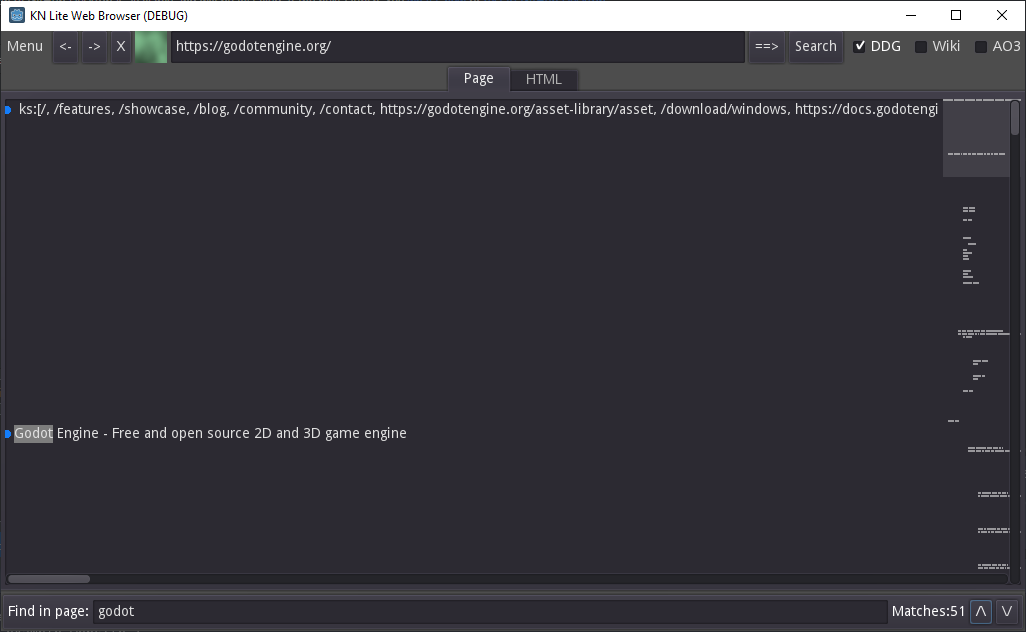 KN Lite Web Browser (DEBUG)
Menu <- -> X https://godotengine.org/ ==> Search DDG Wiki AO3
Page HTML
ks:[/, /features, /showcase, /blog, /community, /contact, https://godotengine.org/asset-library/asset, /download/windows, https://docs.godotengi
Godot Engine - Free and open source 2D and 3D game engine
Find in page: godot Matches:51 /\ \/